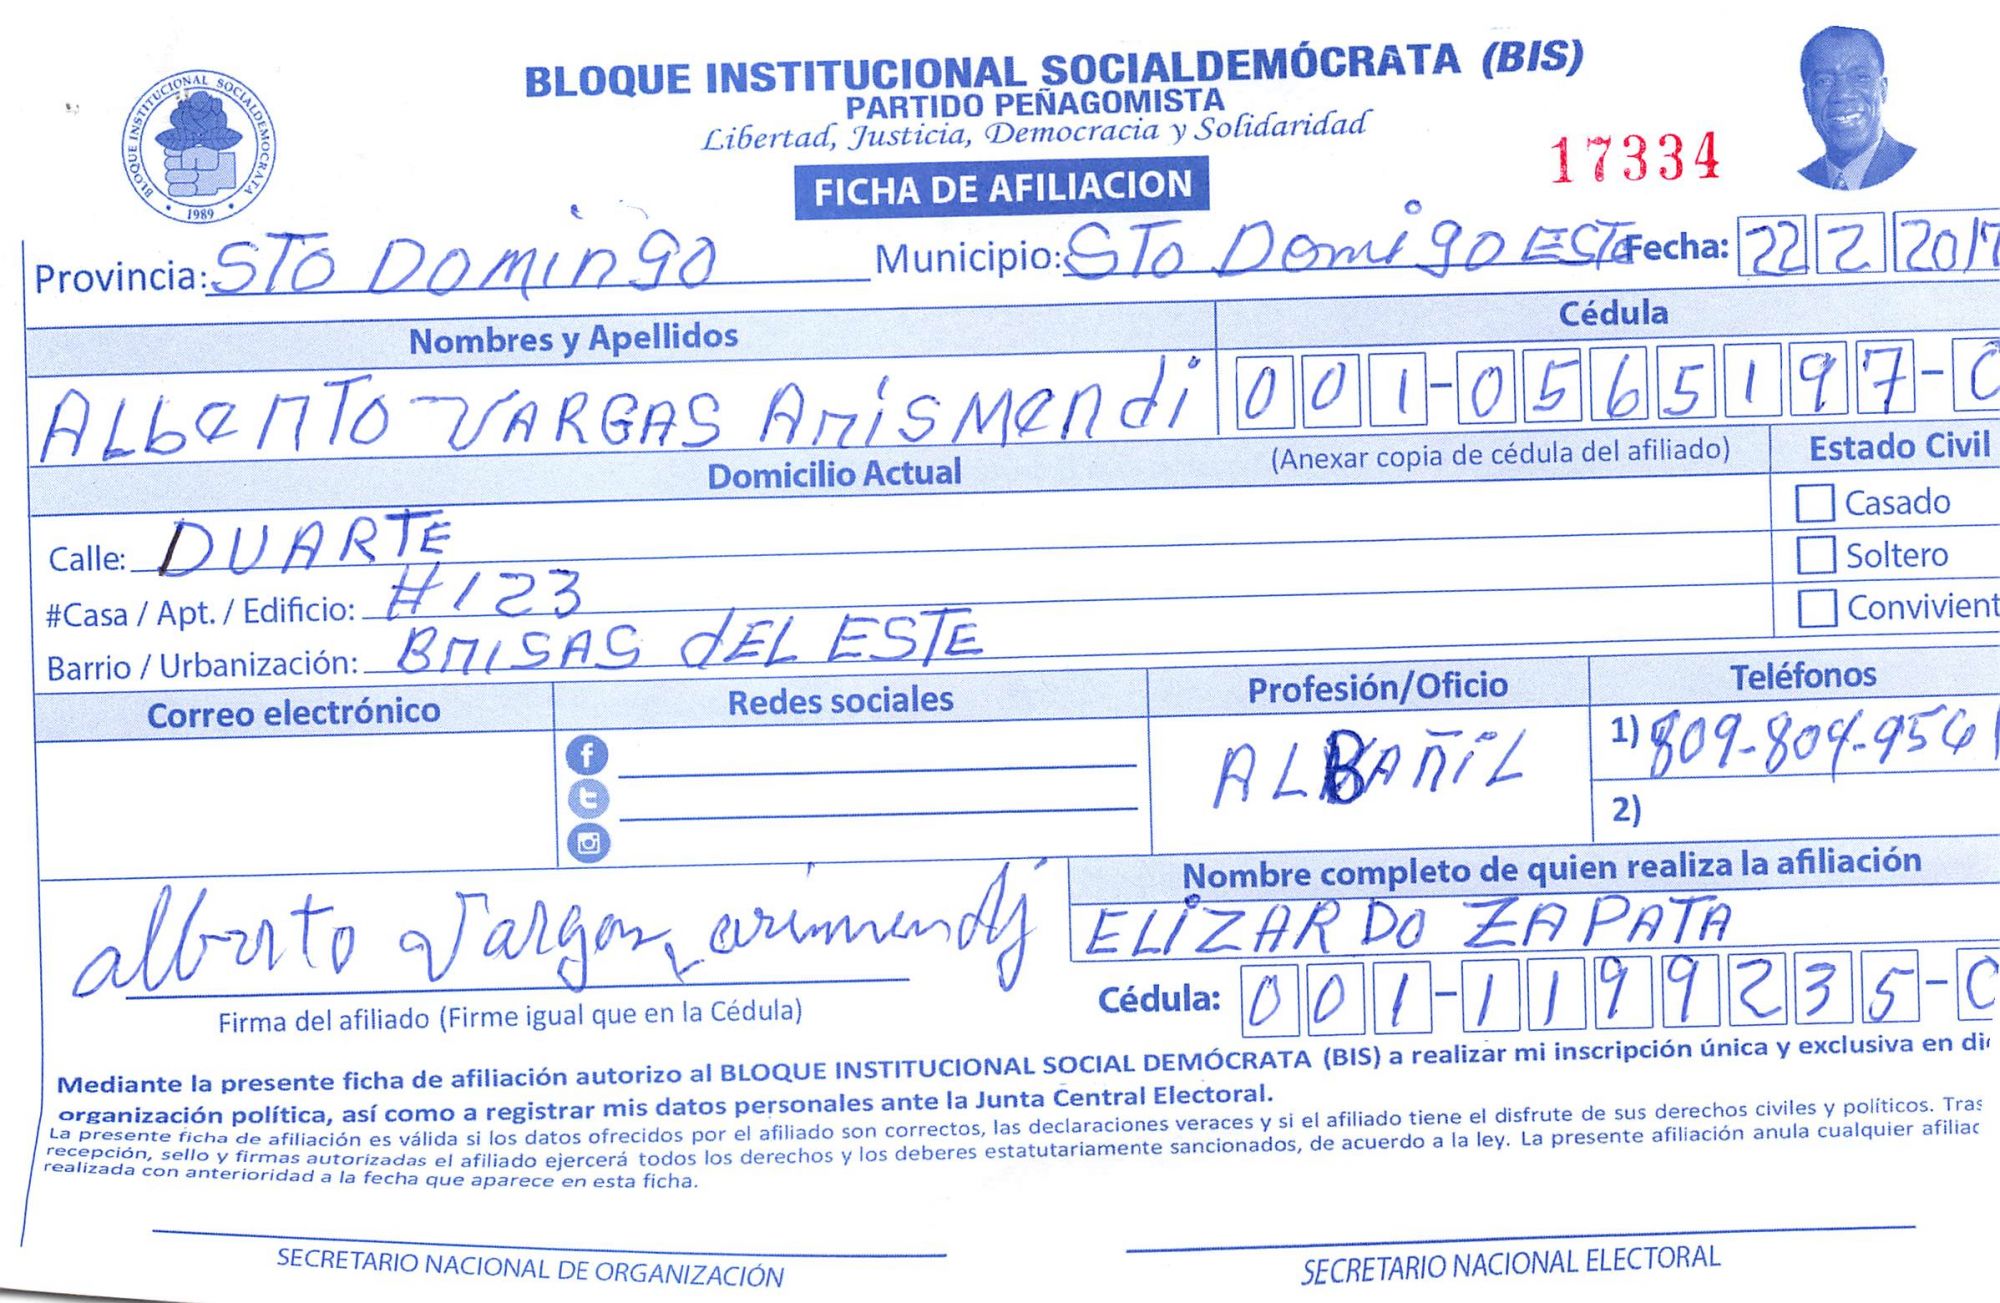 BLOQUE INSTITUCIONAL SOCIALDEMÓCRATA (BIS)
PARTIDO PEÑAGOMISTA
Libertad, Justicia, Democracia y Solidaridad
BLOQUE INSTITUCIONAL SOCIALDEMOCRATA
1989
17334
FICHA DE AFILIACION
Provincia: STO DOMINGO Municipio: STO DOMIGO ESTE Fecha: 22 2 2017
Nombres y Apellidos Cédula
ALbERTO VARGAS ARISMENdi 001-0565197-
(Anexar copia de cédula del afiliado)
Domicilio Actual Estado Civil
Casado
Calle: DUARTE
Soltero
#Casa / Apt. / Edificio: #123
Convivient
Barrio / Urbanización: BRISAS dEL ESTE
Correo electrónico Redes sociales Profesión/Oficio Teléfonos
ALBAÑiL 1) 809-804-9561
2)
Nombre completo de quien realiza la afiliación
alberto Vargas arismendj ELIZARDO ZAPATA
Cédula: 001-1199235-
Firma del afiliado (Firme igual que en la Cédula)
Mediante la presente ficha de afiliación autorizo al BLOQUE INSTITUCIONAL SOCIAL DEMÓCRATA (BIS) a realizar mi inscripción única y exclusiva en di
organización política, así como a registrar mis datos personales ante la Junta Central Electoral.
La presente ficha de afiliación es válida si los datos ofrecidos por el afiliado son correctos, las declaraciones veraces y si el afiliado tiene el disfrute de sus derechos civiles y políticos. Tras
recepción, sello y firmas autorizadas el afiliado ejercerá todos los derechos y los deberes estatutariamente sancionados, de acuerdo a la ley. La presente afiliación anula cualquier afiliac
realizada con anterioridad a la fecha que aparece en esta ficha.
SECRETARIO NACIONAL DE ORGANIZACIÓN SECRETARIO NACIONAL ELECTORAL